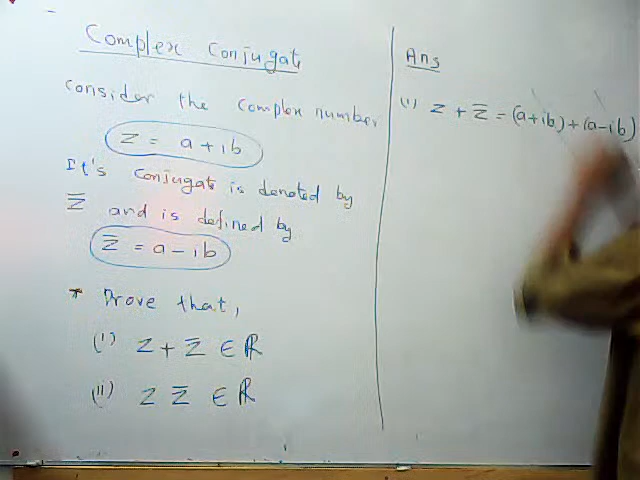 Complex Conjugate
Consider the complex number
z = a + ib
It's Conjugate is denoted by
z̅ and is defined by
z̅ = a - ib
* Prove that,
(i) z + z̅ ∈ ℝ
(ii) z z̅ ∈ ℝ
Ans
(i) z + z̅ = (a+ib)+(a-ib)